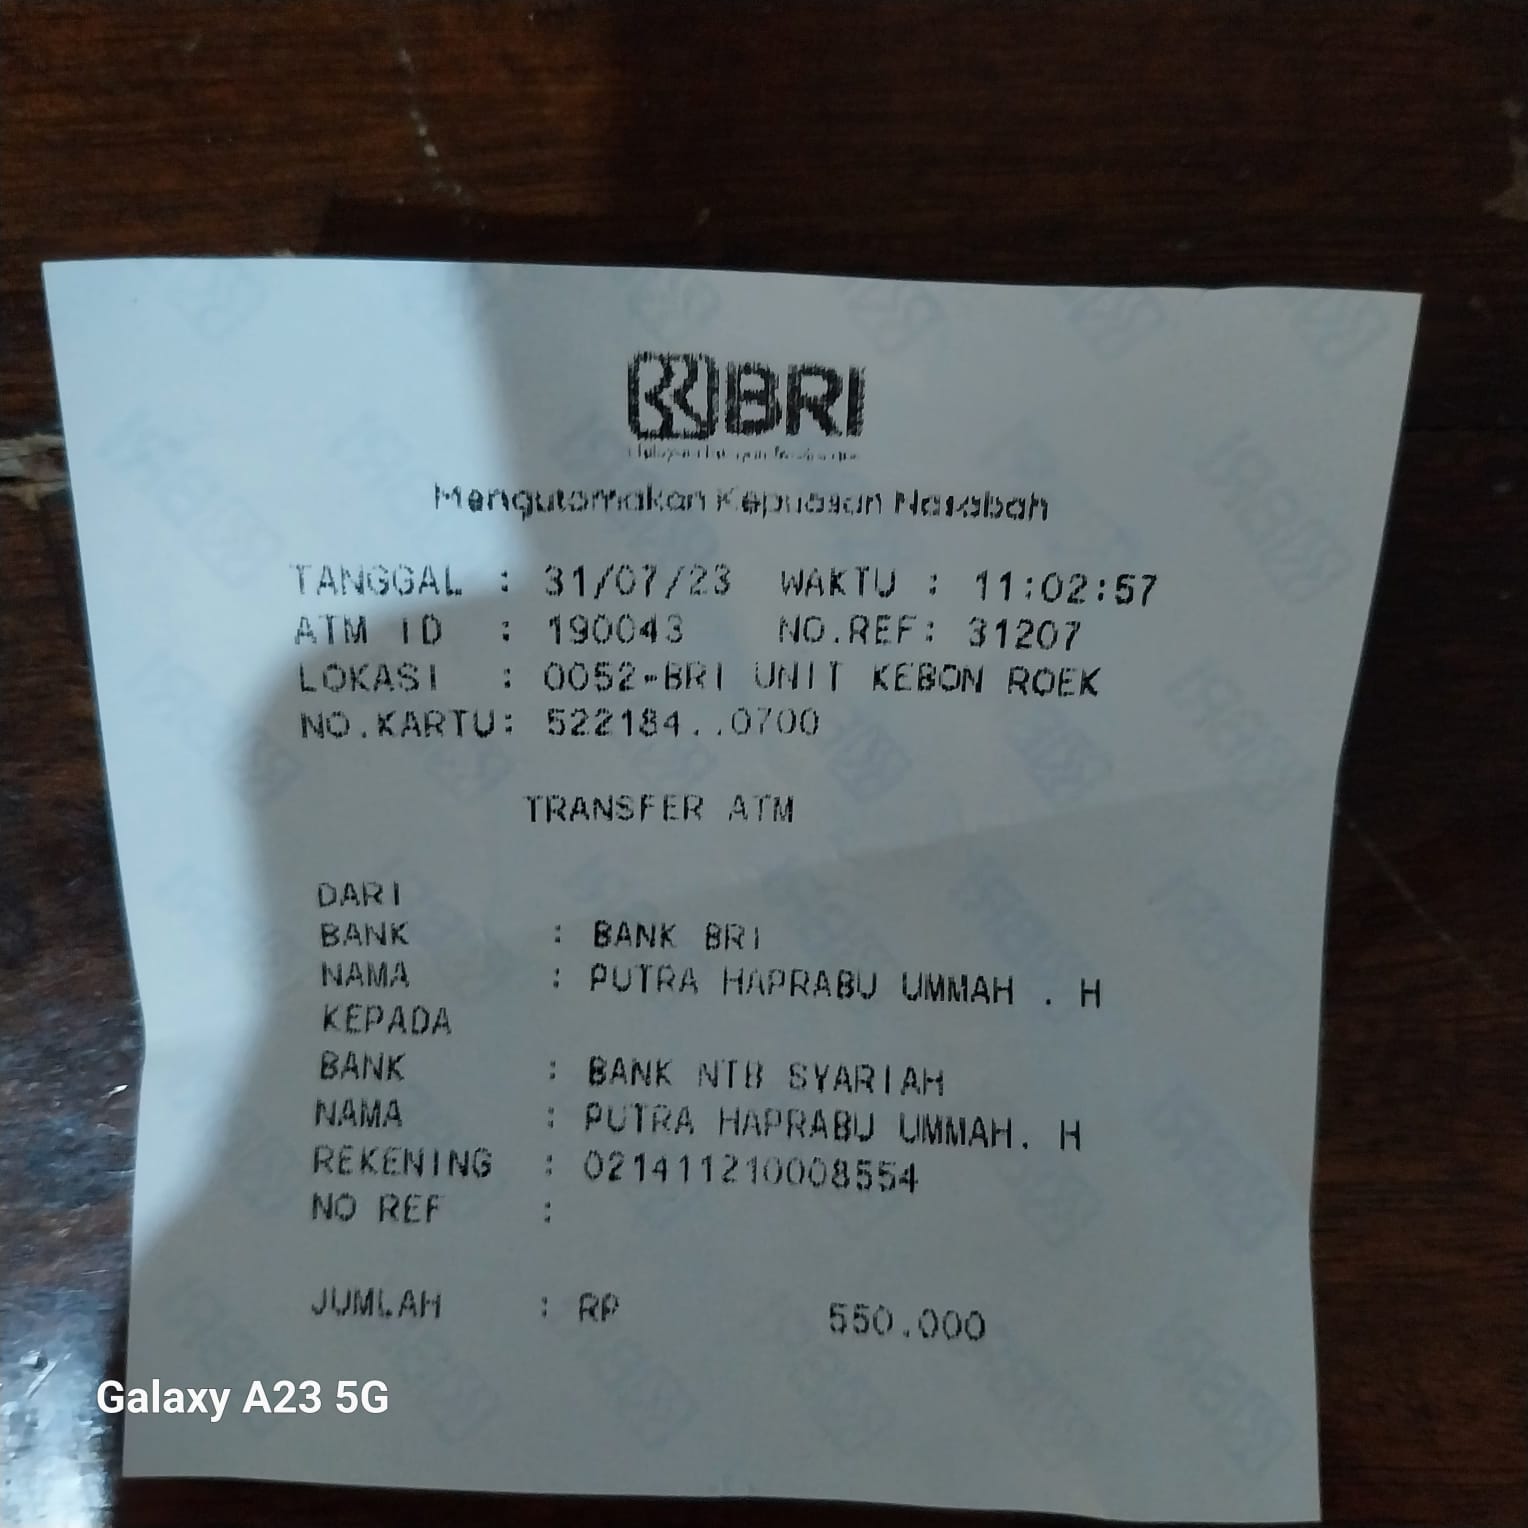 BRI
Mengutamakan Kepuasan Nasabah
TANGGAL : 31/07/23 WAKTU : 11:02:57
ATM ID : 190043 NO.REF: 31207
LOKASI : 0052-BRI UNIT KEBON ROEK
NO.KARTU: 522184..0700
TRANSFER ATM
DARI
BANK : BANK BRI
NAMA : PUTRA HAPRABU UMMAH . H
KEPADA
BANK : BANK NTB SYARIAH
NAMA : PUTRA HAPRABU UMMAH. H
REKENING : 021411210008554
NO REF :
JUMLAH : RP 550.000
Galaxy A23 5G